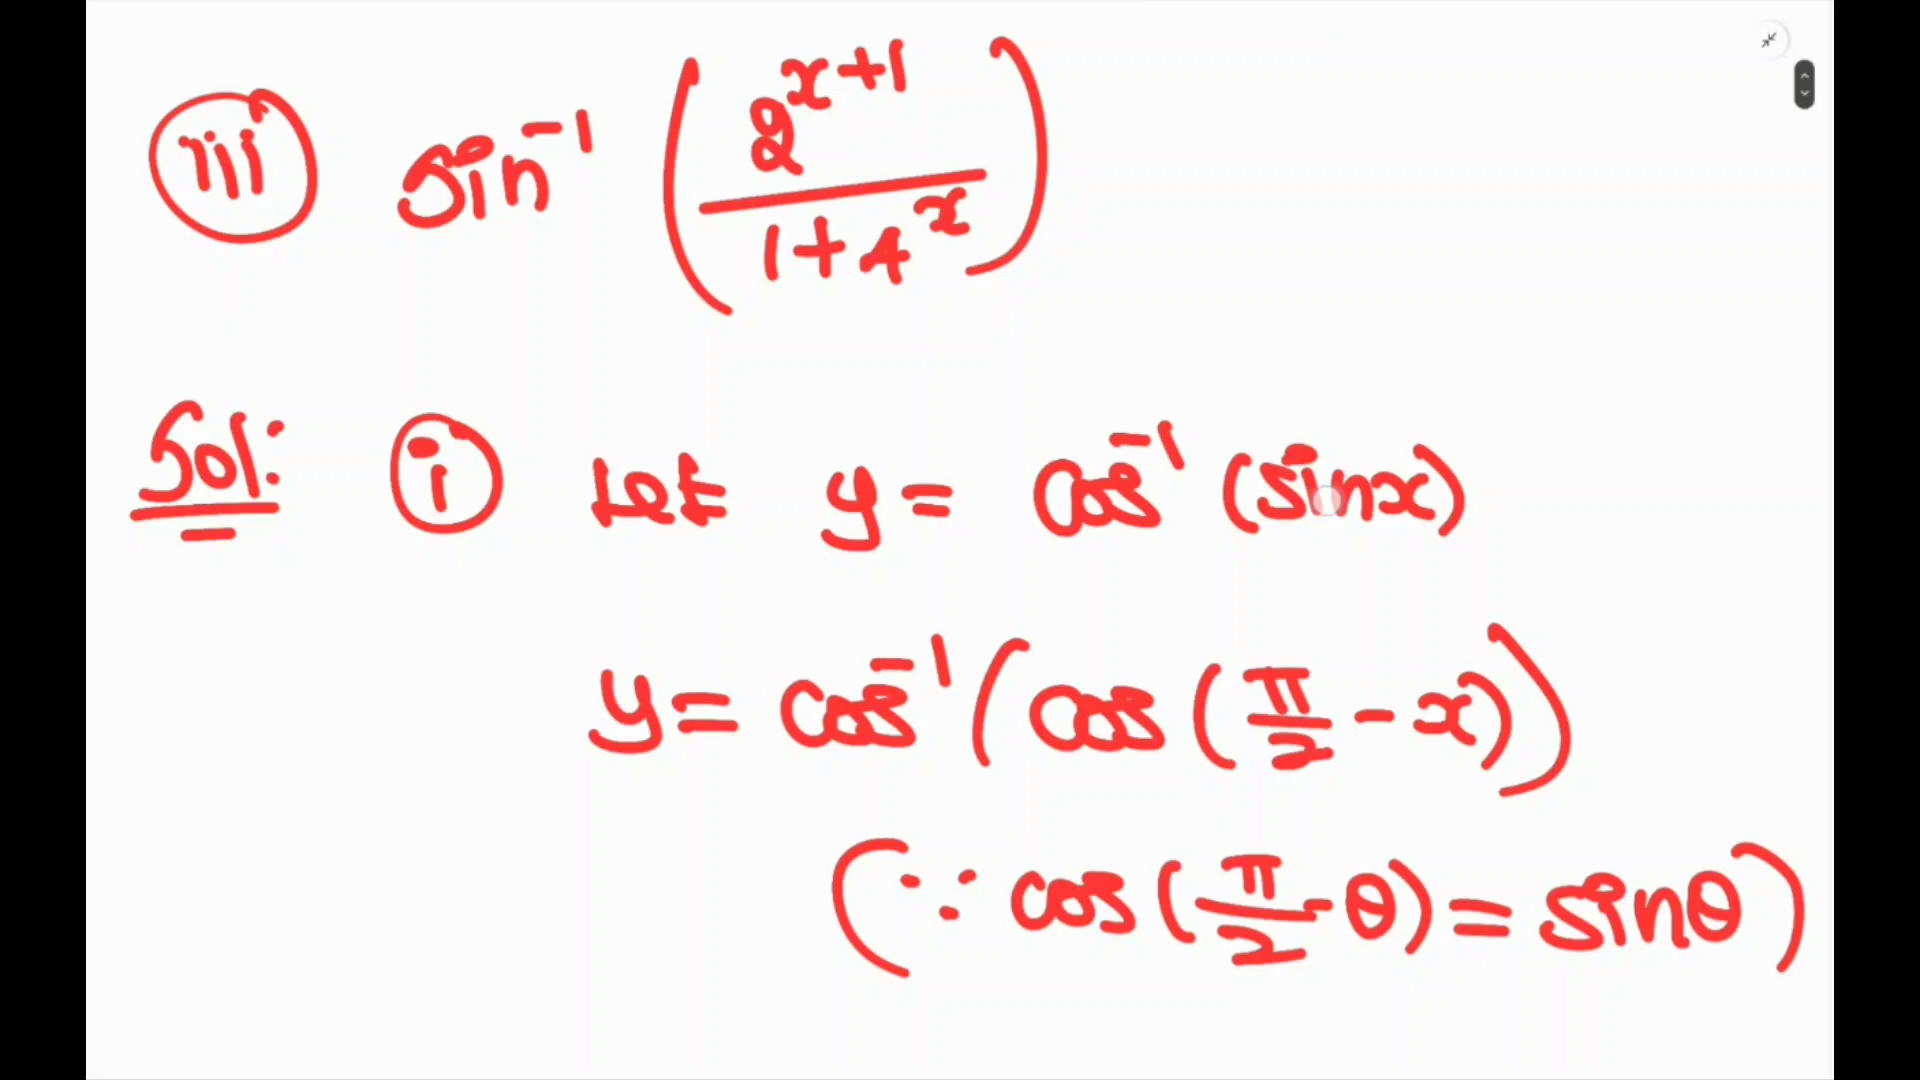 iii sin⁻¹ (2^(x+1) / (1+4^x))
Sol: i Let y = cos⁻¹ (sinx)
y = cos⁻¹ (cos (π/2 - x))
(∵ cos (π/2 - θ) = sinθ)